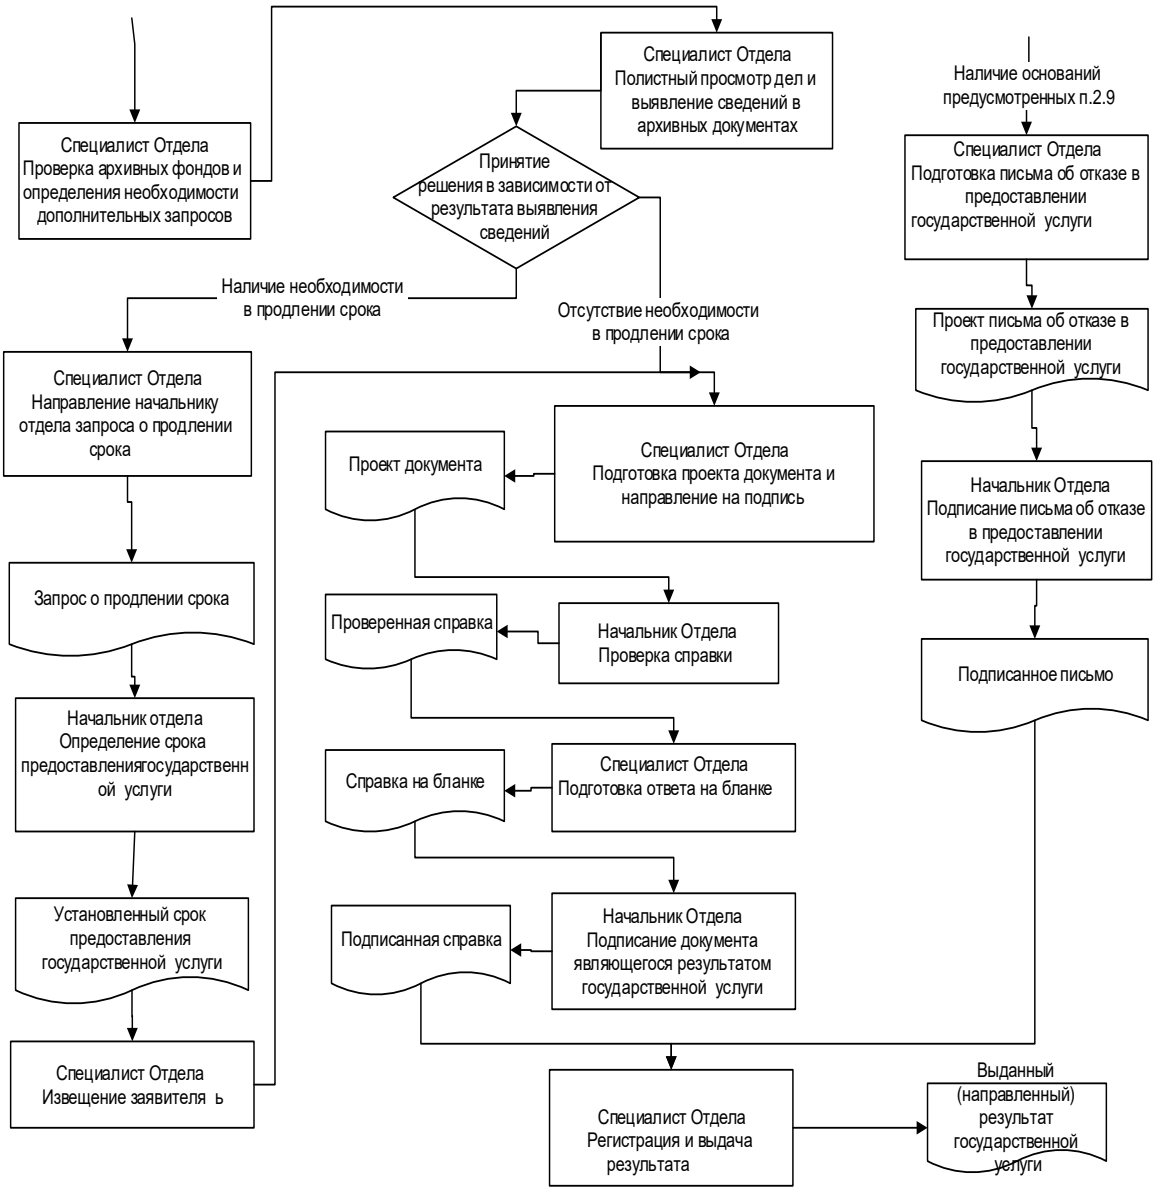 Специалист Отдела
Проверка архивных фондов и
определения необходимости
дополнительных запросов
Специалист Отдела
Полистный просмотр дел и
выявление сведений в
архивных документах
Принятие
решения в зависимости от
результата выявления
сведений
Наличие необходимости
в продлении срока
Отсутствие необходимости
в продлении срока
Специалист Отдела
Направление начальнику
отдела запроса о продлении
срока
Запрос о продлении срока
Начальник отдела
Определение срока
предоставлениягосударственн
ой услуги
Установленный срок
предоставления
государственной услуги
Специалист Отдела
Извещение заявителя ь
Специалист Отдела
Подготовка проекта документа и
направление на подпись
Проект документа
Начальник Отдела
Проверка справки
Проверенная справка
Специалист Отдела
Подготовка ответа на бланке
Справка на бланке
Начальник Отдела
Подписание документа
являющегося результатом
государственной услуги
Подписанная справка
Наличие оснований
предусмотренных п.2.9
Специалист Отдела
Подготовка письма об отказе в
предоставлении
государственной услуги
Проект письма об отказе в
предоставлении
государственной услуги
Начальник Отдела
Подписание письма об отказе
в предоставлении
государственной услуги
Подписанное письмо
Специалист Отдела
Регистрация и выдача
результата
Выданный
(направленный)
результат
государственной
услуги